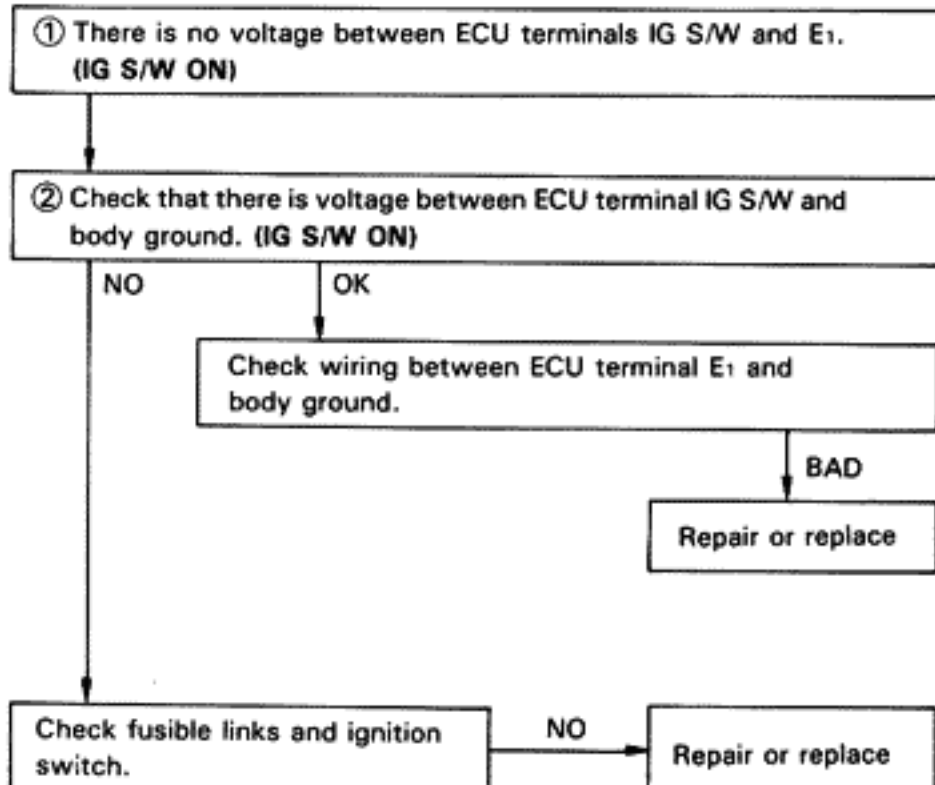 ① There is no voltage between ECU terminals IG S/W and E1.
(IG S/W ON)
② Check that there is voltage between ECU terminal IG S/W and
body ground. (IG S/W ON)
NO
OK
Check wiring between ECU terminal E1 and
body ground.
BAD
Repair or replace
Check fusible links and ignition
switch.
NO
Repair or replace